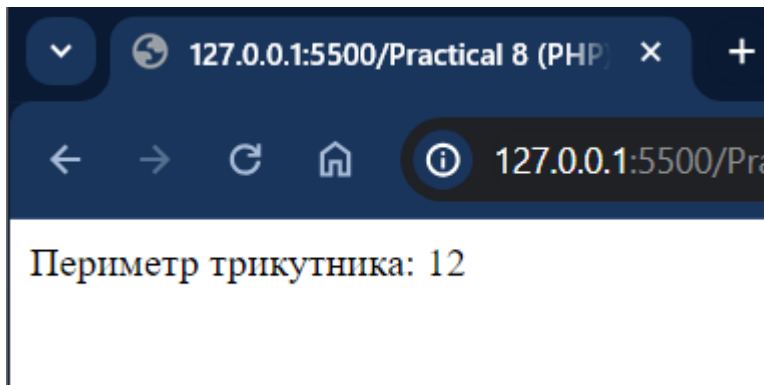 127.0.0.1:5500/Practical 8 (PHP)
127.0.0.1:5500/Pra
Периметр трикутника: 12